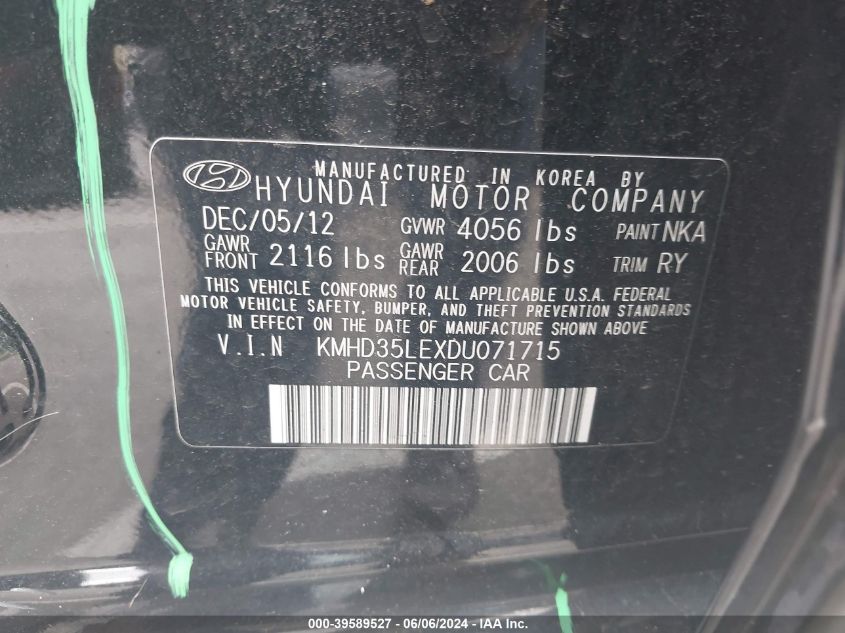 MANUFACTURED IN KOREA BY
HYUNDAI MOTOR COMPANY
DEC/05/12 GVWR 4056 lbs PAINT NKA
GAWR FRONT 2116 lbs GAWR REAR 2006 lbs TRIM RY
THIS VEHICLE CONFORMS TO ALL APPLICABLE U.S.A. FEDERAL
MOTOR VEHICLE SAFETY, BUMPER, AND THEFT PREVENTION STANDARDS
IN EFFECT ON THE DATE OF MANUFACTURE SHOWN ABOVE
V.I.N KMHD35LEXDU071715
PASSENGER CAR
000-39589527 - 06/06/2024 - IAA Inc.